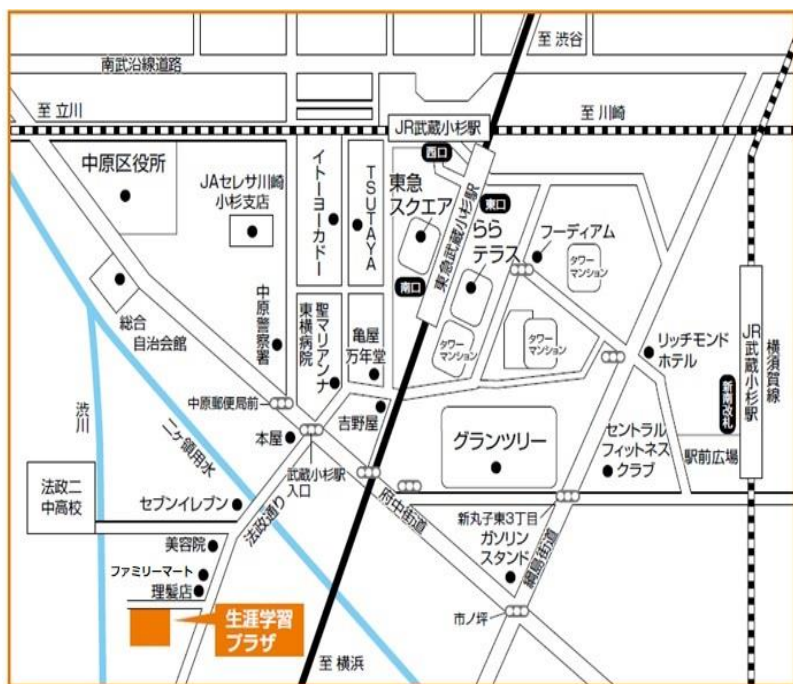 至 渋谷
南武沿線道路
至 立川
至 川崎
JR武蔵小杉駅
西口
中原区役所
JAセレサ川崎
小杉支店
イトーヨーカドー
TSUTAYA
東急
スクエア
東急武蔵小杉駅
東口
らら
テラス
フーディアム
タワー
マンション
南口
総合
自治会館
中原警察署
聖マリアンナ
東横病院
亀屋
万年堂
タワー
マンション
タワー
マンション
リッチモンド
ホテル
JR武蔵小杉駅
横須賀線
新南改札
中原郵便局前
吉野屋
渋川
二ヶ領用水
本屋
武蔵小杉駅
入口
グランツリー
セントラル
フィットネス
クラブ
駅前広場
法政二
中高校
セブンイレブン
法政通り
府中街道
新丸子東3丁目
ガソリン
スタンド
綱島街道
美容院
ファミリーマート
理髪店
生涯学習
プラザ
市ノ坪
至 横浜